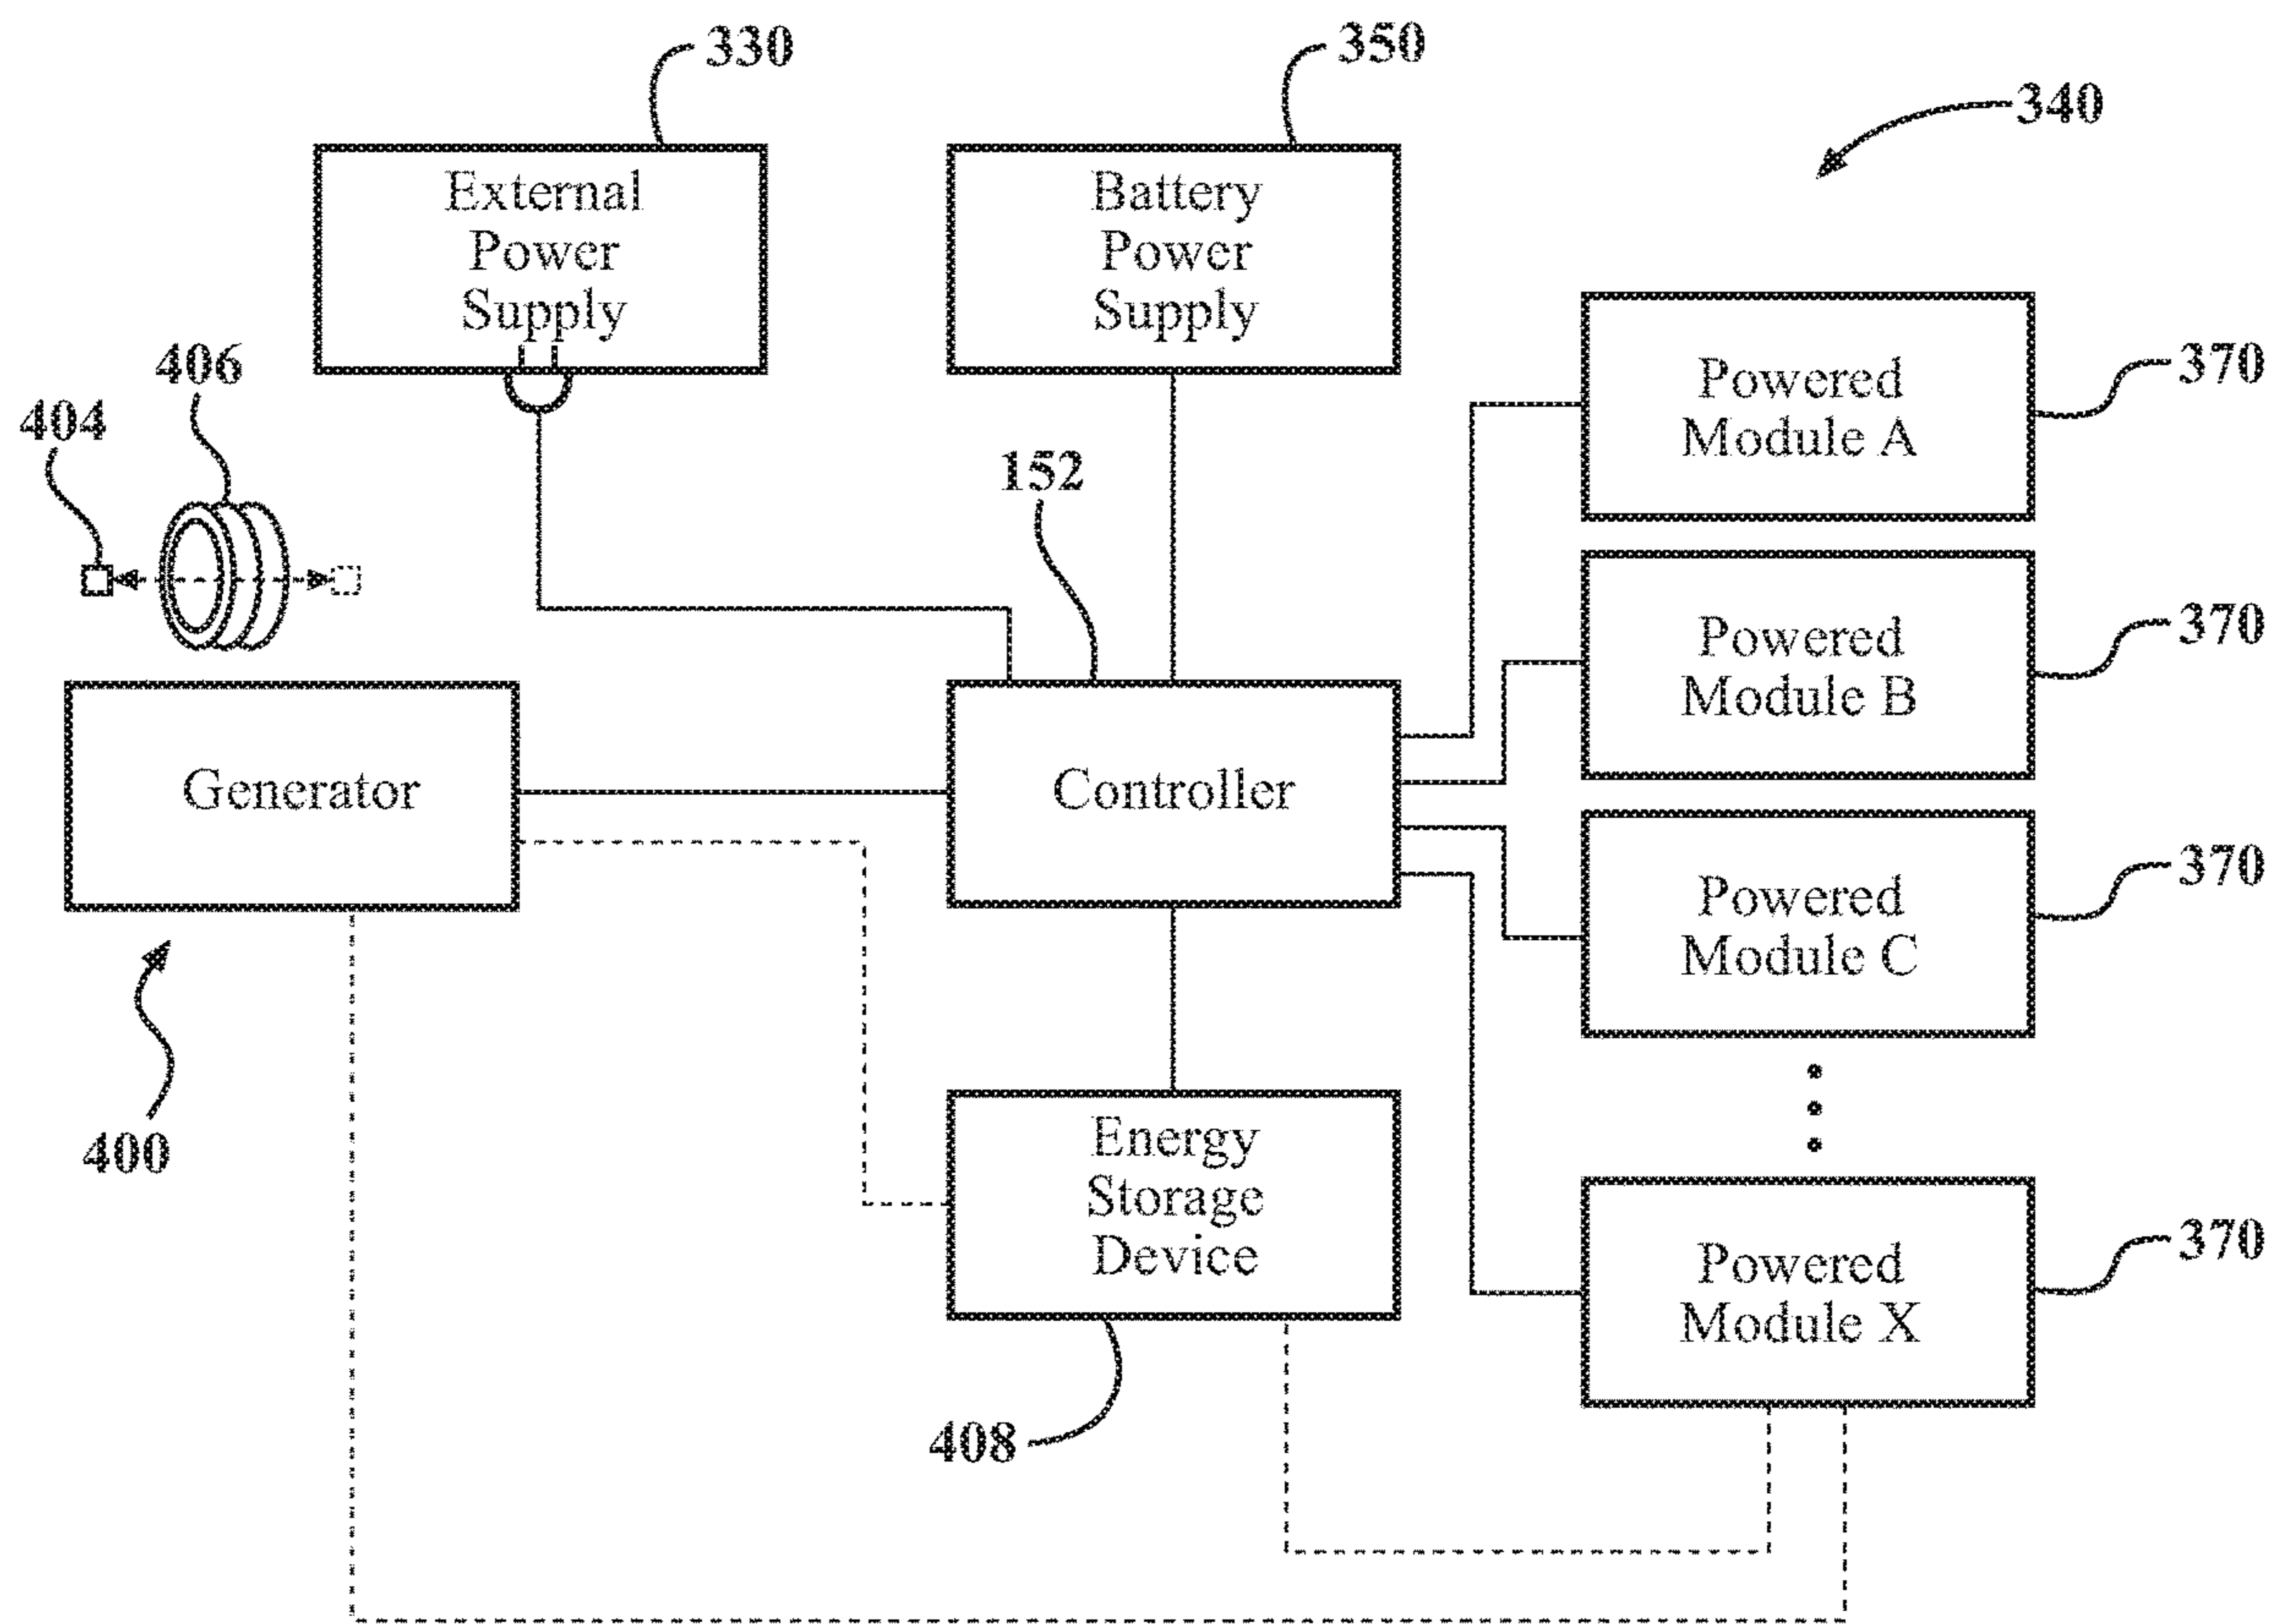 330
350
340
External
Power
Supply
Battery
Power
Supply
406
404
152
Powered
Module A
370
Powered
Module B
370
Generator
Controller
Powered
Module C
370
400
Energy
Storage
Device
408
Powered
Module X
370